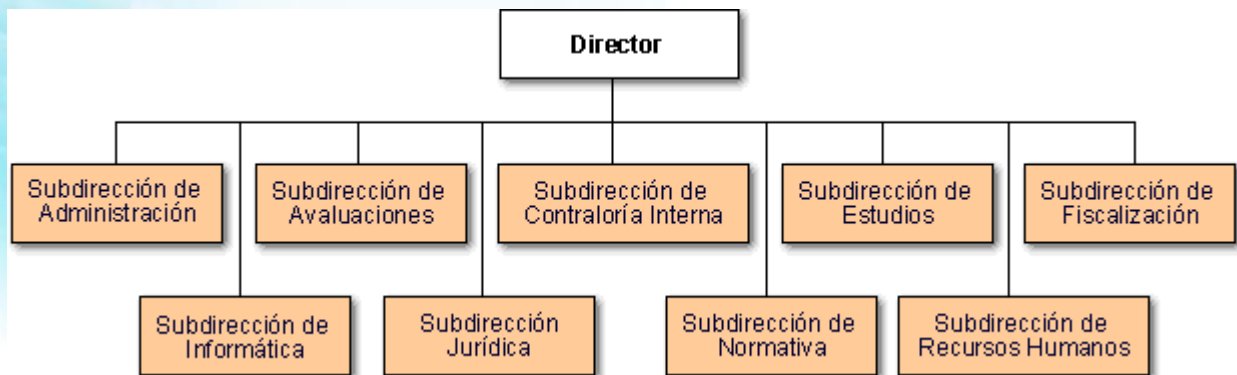 Director
Subdirección de
Administración
Subdirección de
Avaluaciones
Subdirección de
Contraloría Interna
Subdirección de
Estudios
Subdirección de
Fiscalización
Subdirección de
Informática
Subdirección
Jurídica
Subdirección de
Normativa
Subdirección de
Recursos Humanos